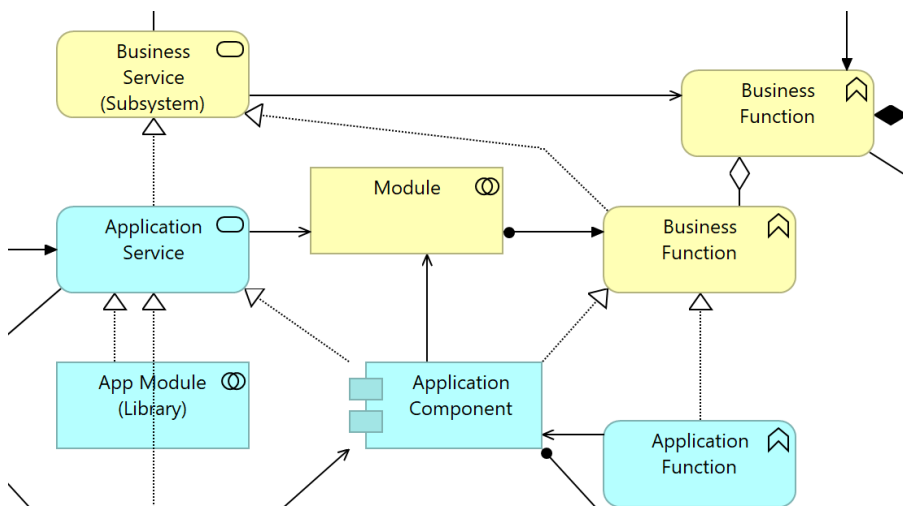 Business
Service
(Subsystem)
Business
Function
Module
Application
Service
Business
Function
App Module
(Library)
Application
Component
Application
Function